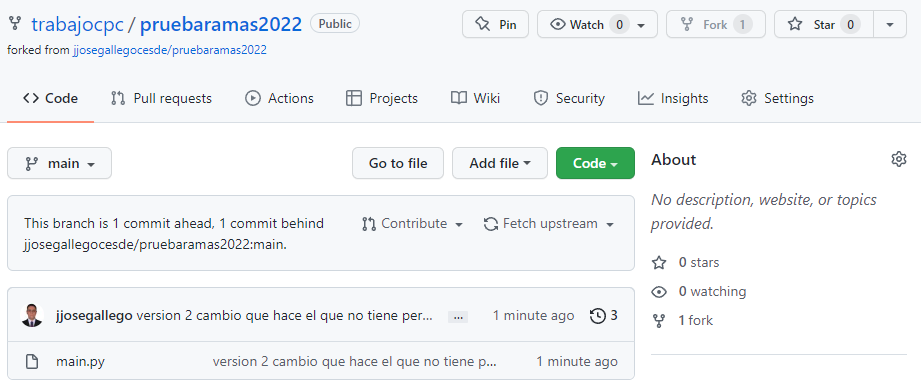 trabajocpc / pruebaramas2022 Public Pin Watch 0 Fork 1 Star 0
forked from jjosegallegocesde/pruebaramas2022
Code Pull requests Actions Projects Wiki Security Insights Settings
main Go to file Add file Code
This branch is 1 commit ahead, 1 commit behind
jjosegallegocesde/pruebaramas2022:main.
Contribute Fetch upstream
jjosegallego version 2 cambio que hace el que no tiene per… ... 1 minute ago 3
main.py version 2 cambio que hace el que no tiene p… 1 minute ago
About
No description, website, or topics
provided.
0 stars
0 watching
1 fork